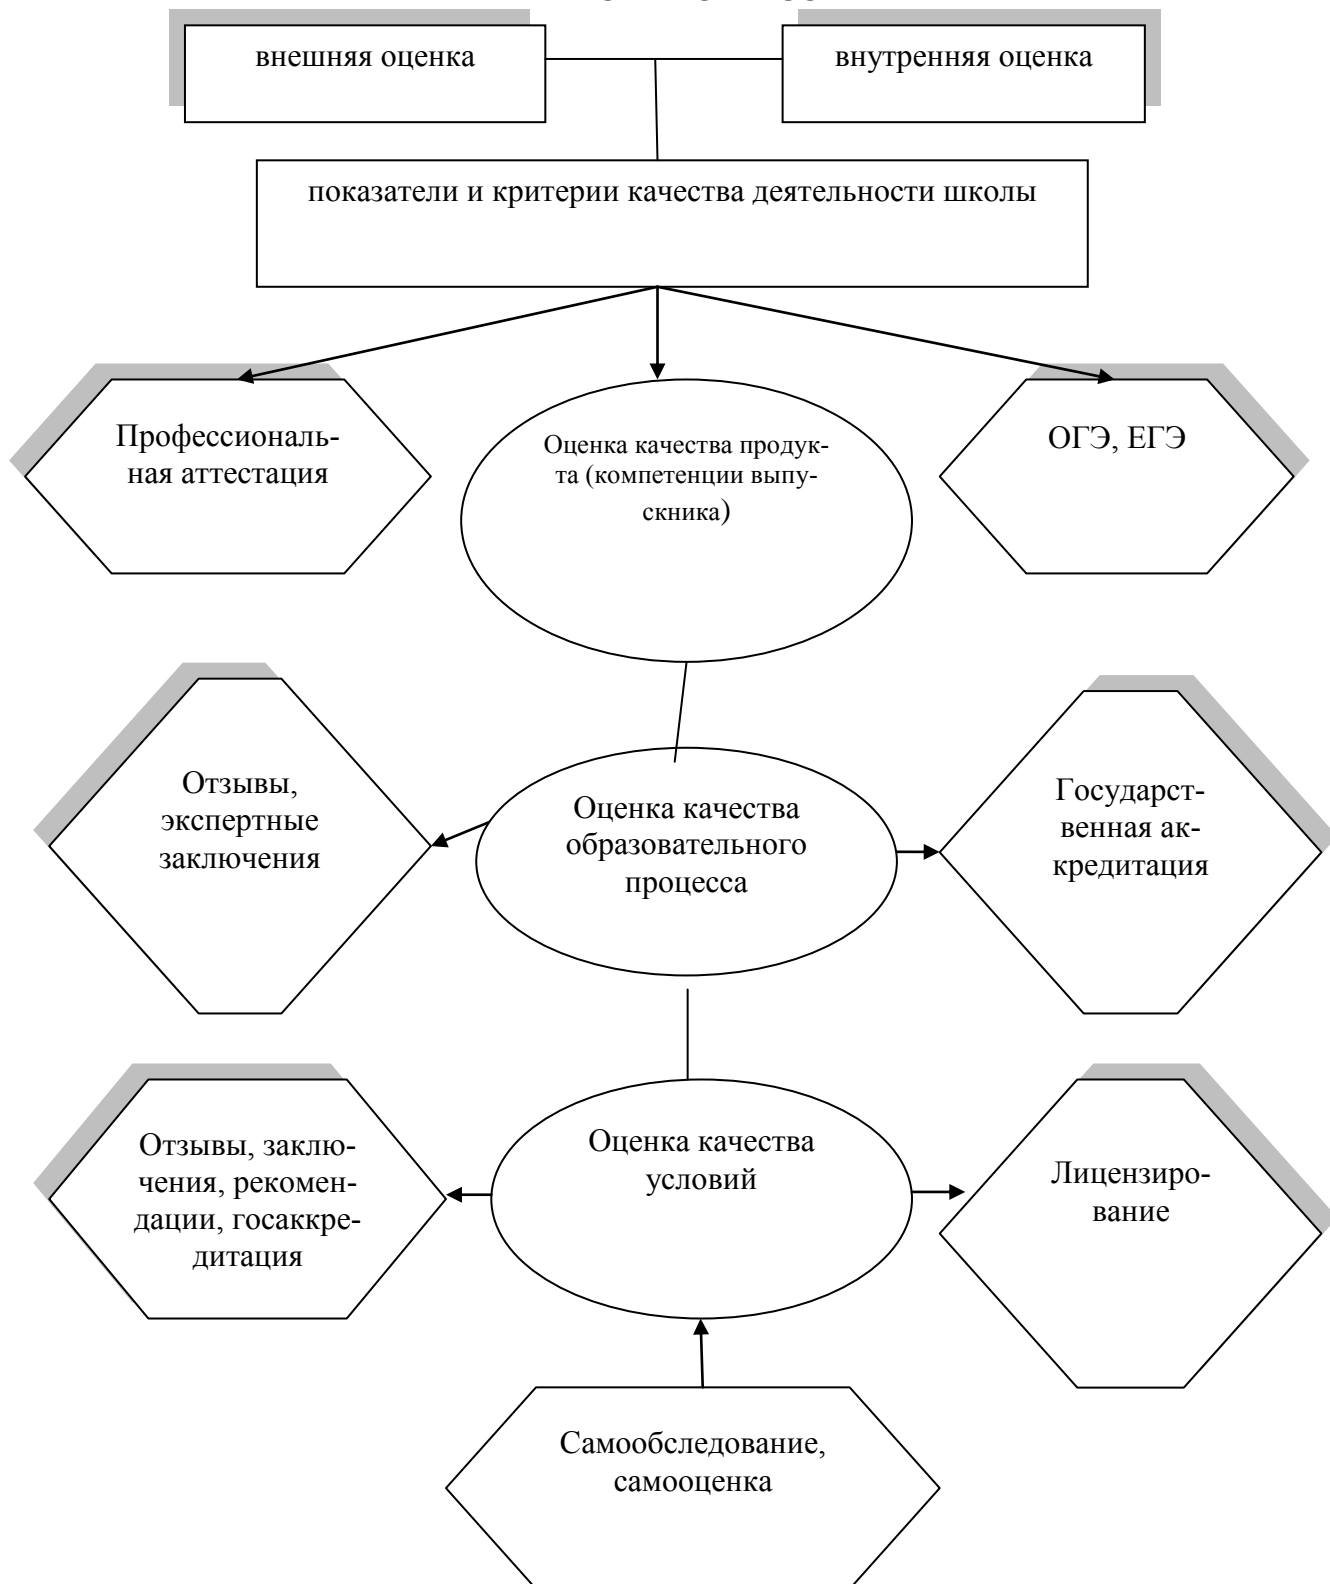 внешняя оценка
внутренняя оценка
показатели и критерии качества деятельности школы
Профессиональ-
ная аттестация
Оценка качества продук-
та (компетенции выпу-
скника)
ОГЭ, ЕГЭ
Отзывы,
экспертные
заключения
Оценка качества
образовательного
процесса
Государст-
венная ак-
кредитация
Отзывы, заклю-
чения, рекомен-
дации, госаккре-
дитация
Оценка качества
условий
Лицензиро-
вание
Самообследование,
самооценка